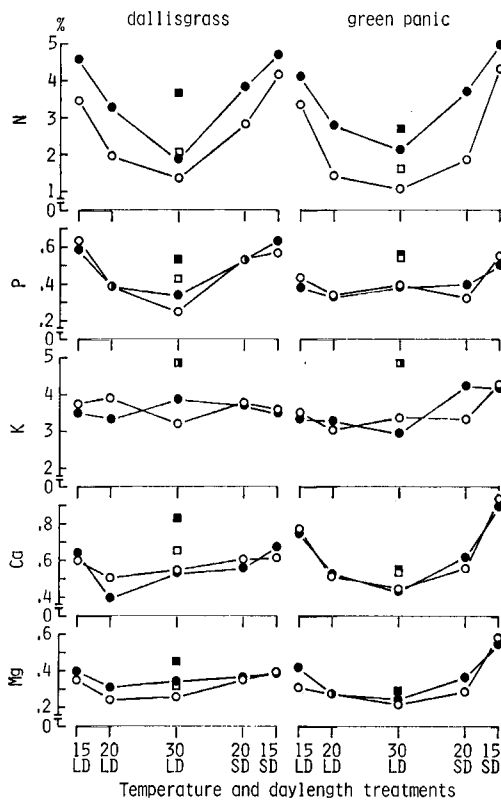 dallisgrass green panic
%
N
5
4
3
2
1
0
P
.6
.4
.2
0
K
5
4
3
2
0
Ca
.8
.6
.4
0
Mg
.6
.4
.2
0
15 20 30 20 15 15 20 30 20 15
LD LD LD SD SD LD LD LD SD SD
Temperature and daylength treatments